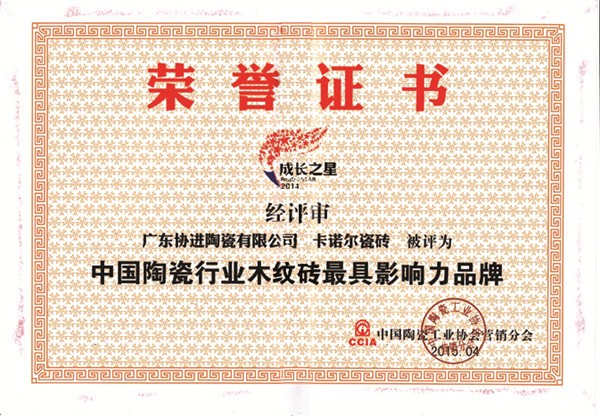 荣誉证书
成长之星
2014
经评审
广东协进陶瓷有限公司 卡诺尔瓷砖 被评为
中国陶瓷行业木纹砖最具影响力品牌
CCIA 中国陶瓷工业协会营销分会
2015.04